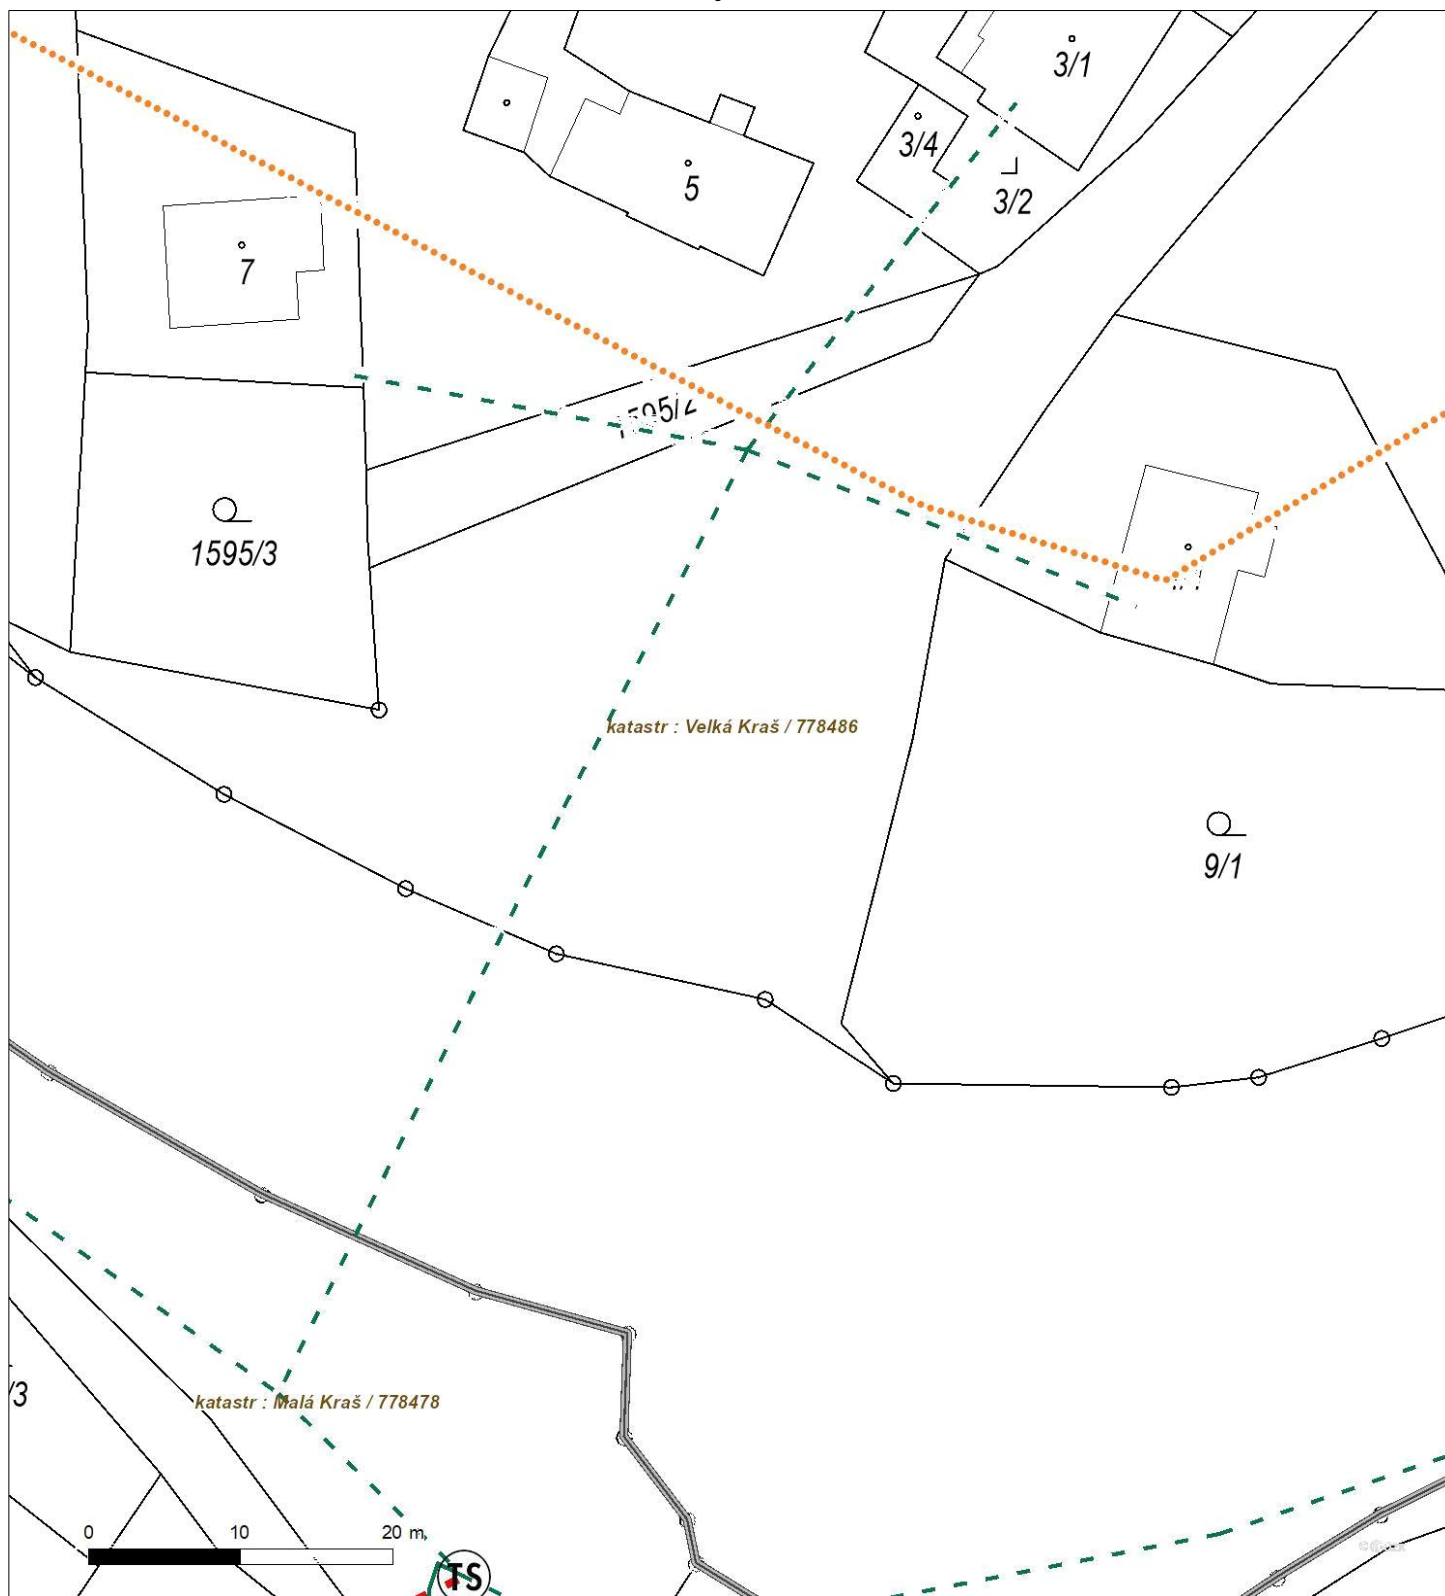 3/1
3/4
5
3/2
7
1595/3
katastr : Velká Kraš / 778486
9/1
/3
katastr : Malá Kraš / 778478
0 10 20 m
TS